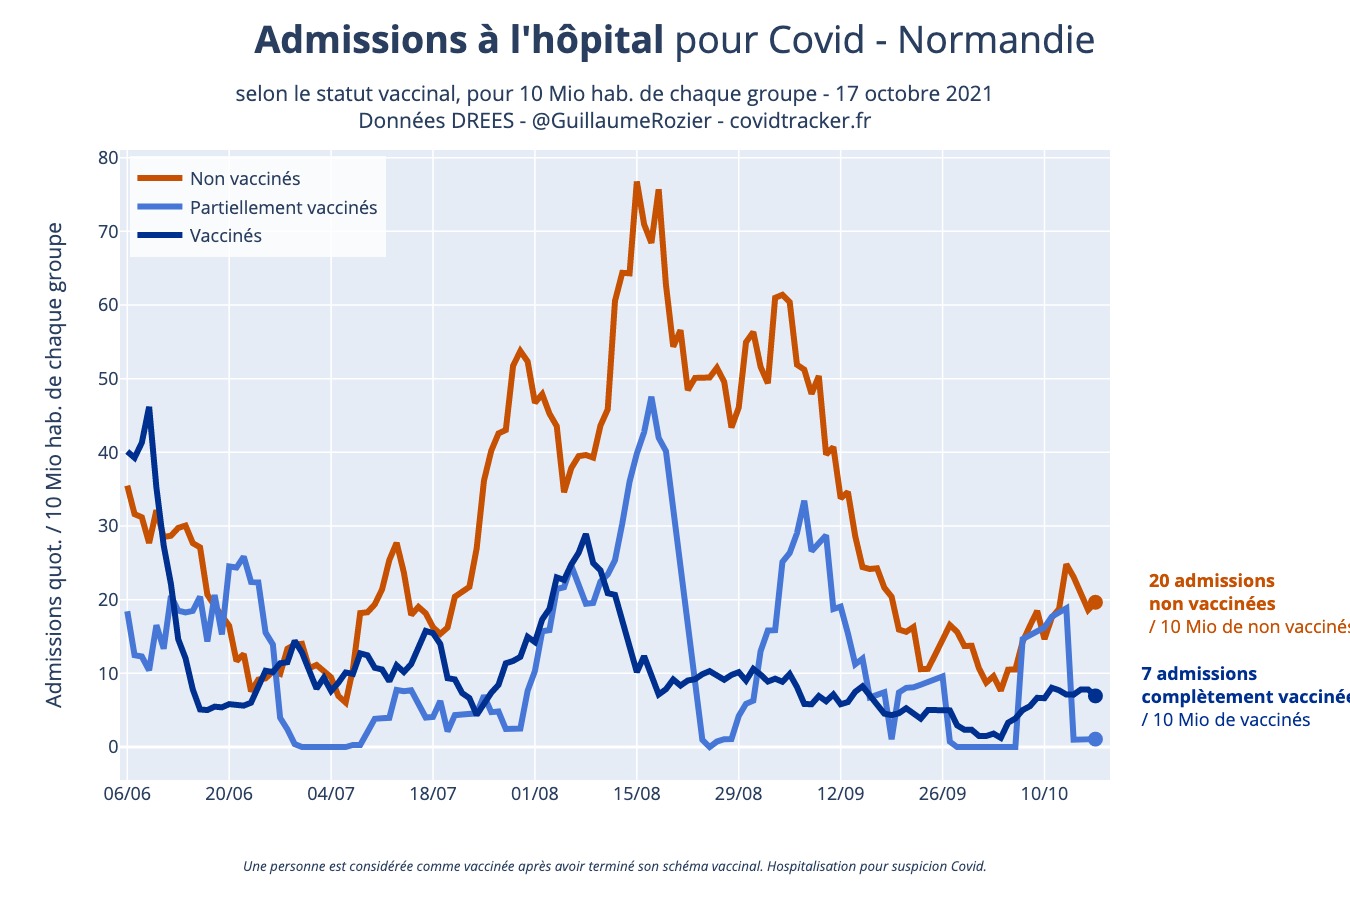 Admissions à l'hôpital pour Covid - Normandie
selon le statut vaccinal, pour 10 Mio hab. de chaque groupe - 17 octobre 2021
Données DREES - @GuillaumeRozier - covidtracker.fr
Admissions quot. / 10 Mio hab. de chaque groupe
80
70
60
50
40
30
20
10
0
Non vaccinés
Partiellement vaccinés
Vaccinés
20 admissions
non vaccinées
/ 10 Mio de non vaccinés
7 admissions
complètement vaccinée
/ 10 Mio de vaccinés
06/06
20/06
04/07
18/07
01/08
15/08
29/08
12/09
26/09
10/10
Une personne est considérée comme vaccinée après avoir terminé son schéma vaccinal. Hospitalisation pour suspicion Covid.